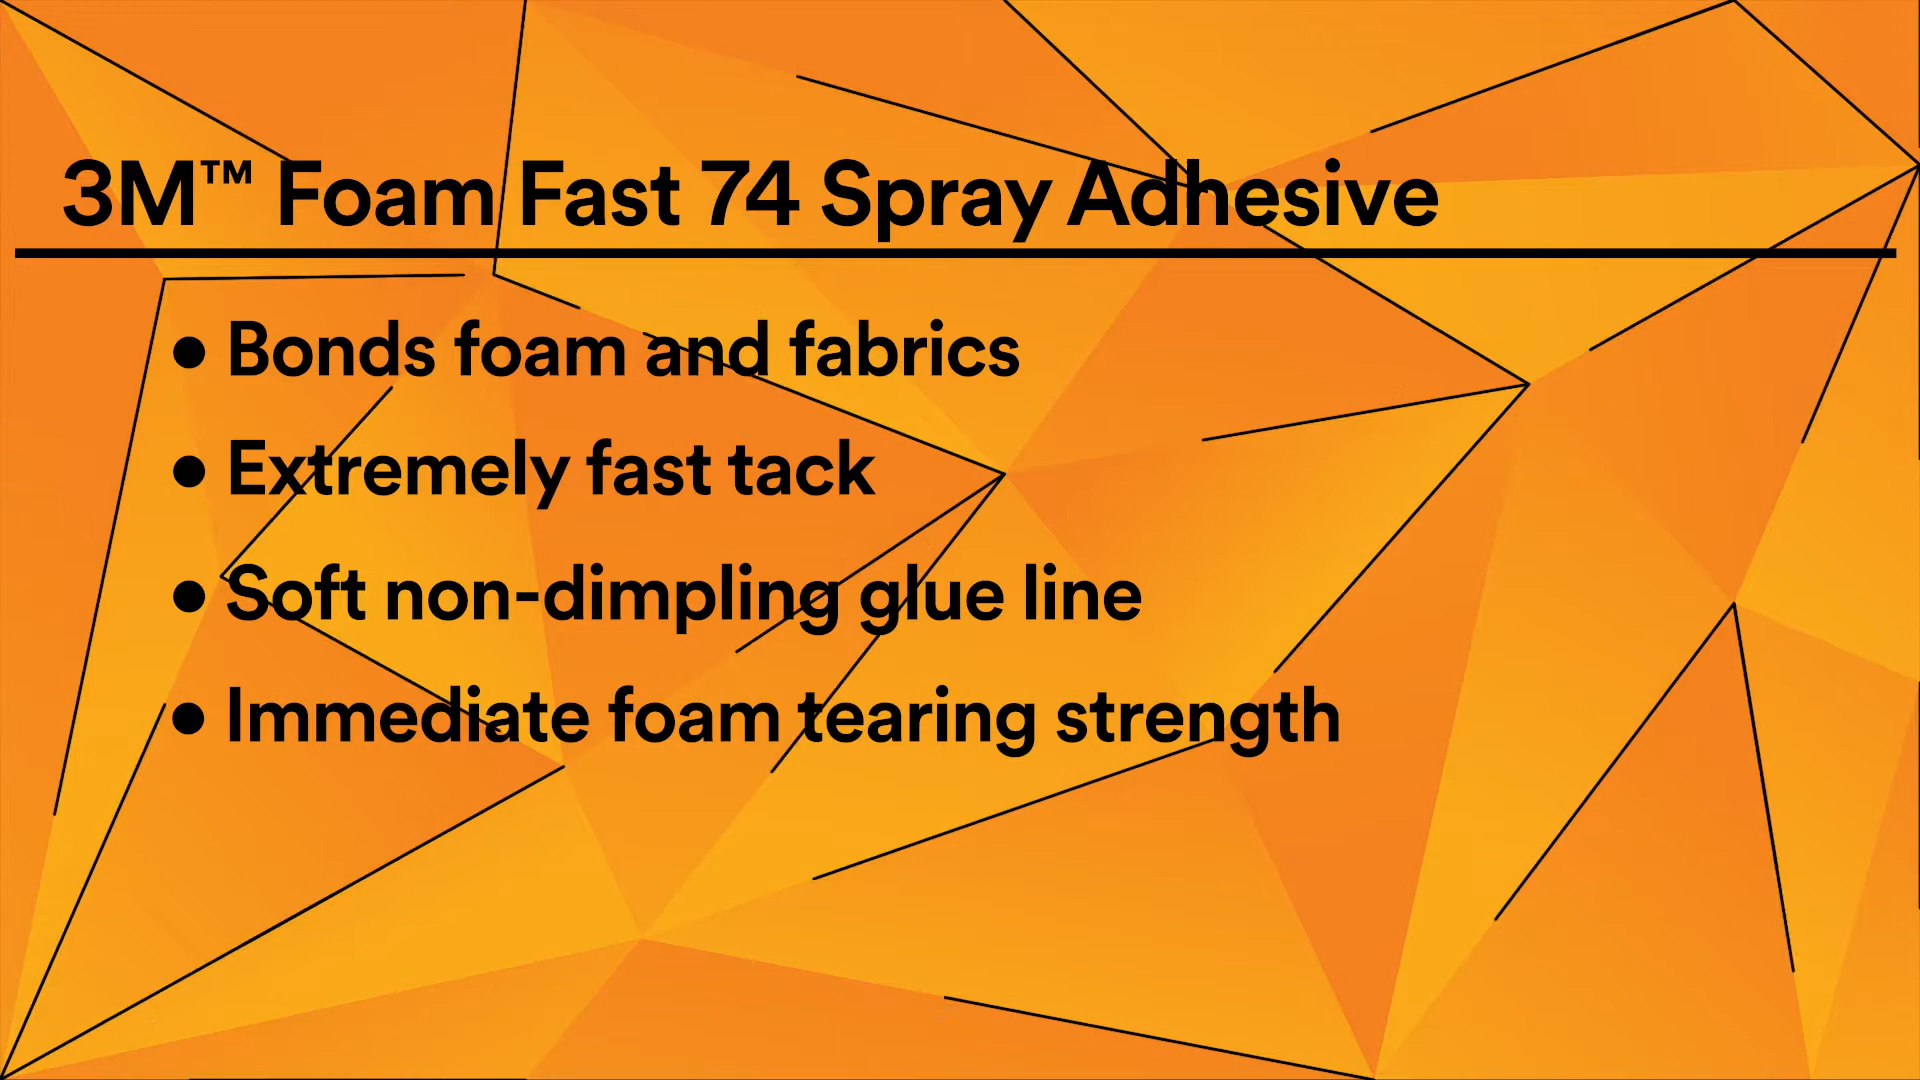 3M™ Foam Fast 74 Spray Adhesive
• Bonds foam and fabrics
• Extremely fast tack
• Soft non-dimpling glue line
• Immediate foam tearing strength